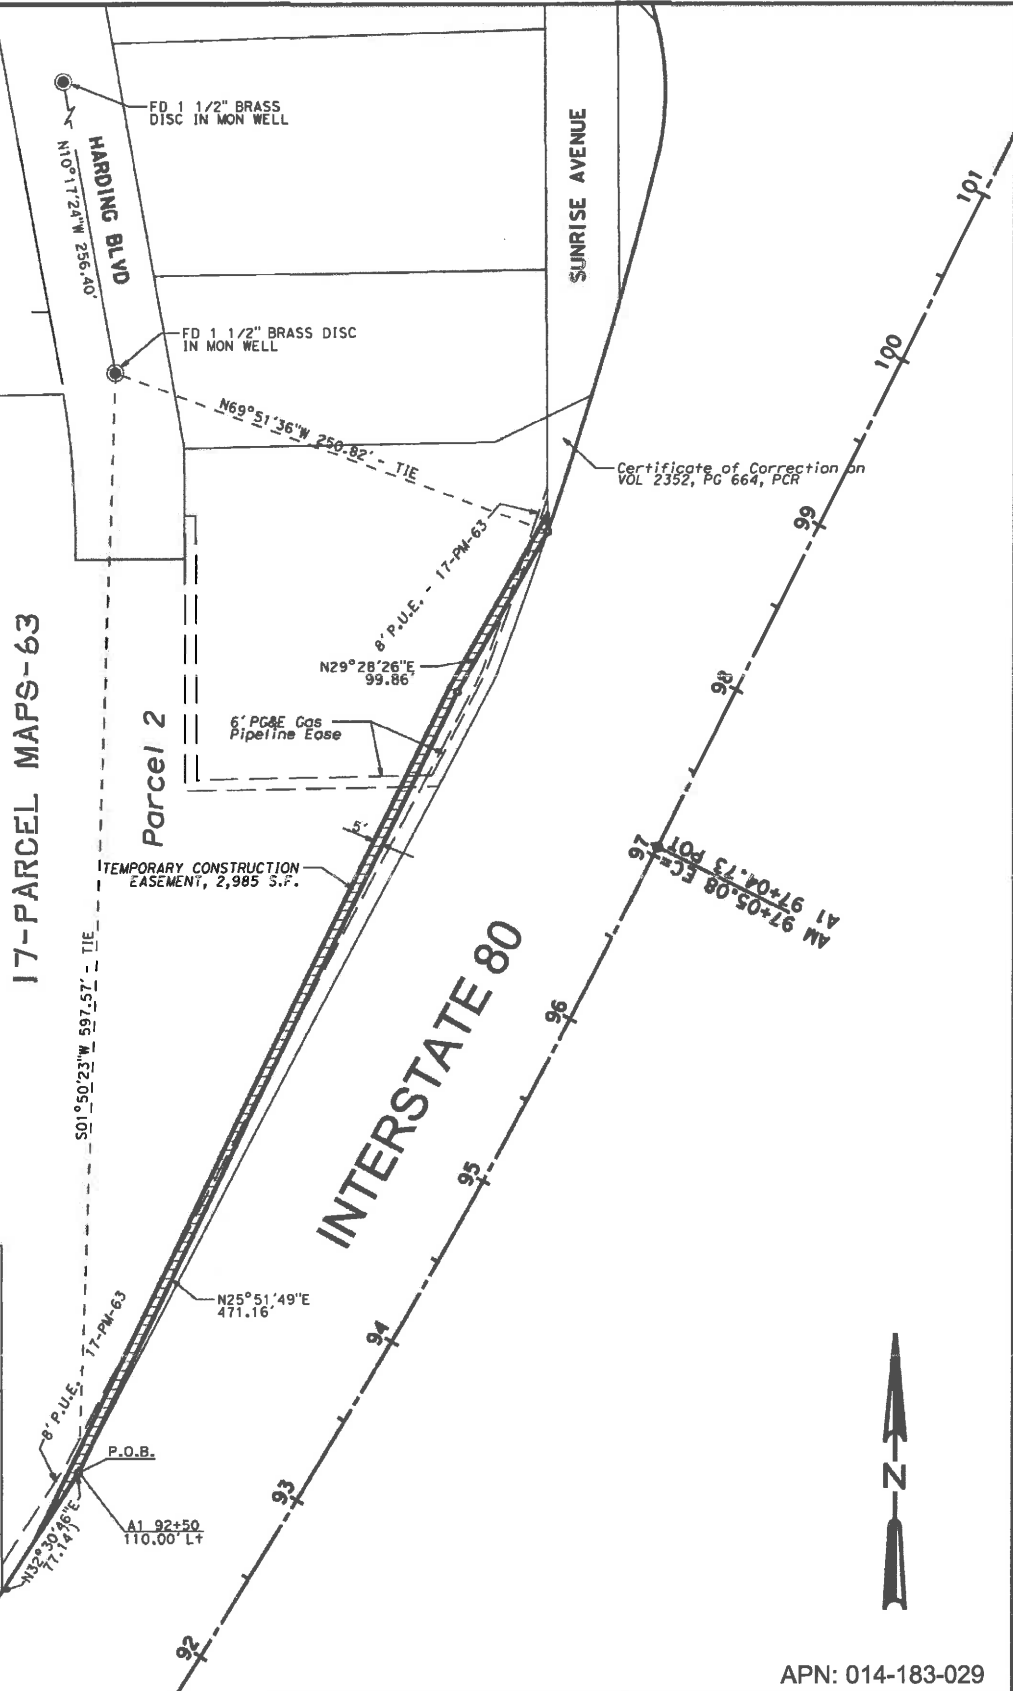 FD 1 1/2" BRASS
DISC IN MON WELL
HARDING BLVD
N10°17'24"W 256.40'
SUNRISE AVENUE
101
FD 1 1/2" BRASS DISC
IN MON WELL
100
N69°51'36"W 250.82' - TIE
Certificate of Correction on
VOL 2352, PG 664, PCR
99
8' P.U.E. - 17-PM-63
17-PARCEL MAPS-63
N29°28'26"E
99.86'
98
Parcel 2
6' PG&E Gas
Pipeline Ease
5'
97
AM 97+05.08 EC=
A1 97+04.73 POT
TEMPORARY CONSTRUCTION
EASEMENT, 2,985 S.F.
S01°50'23"W 597.57' - TIE
INTERSTATE 80
96
95
N25°51'49"E
471.16'
94
8' P.U.E. - 17-PM-63
P.O.B.
93
A1 92+50
110.00' Lt
N32°30'46"E
77.14')
N
92
APN: 014-183-029